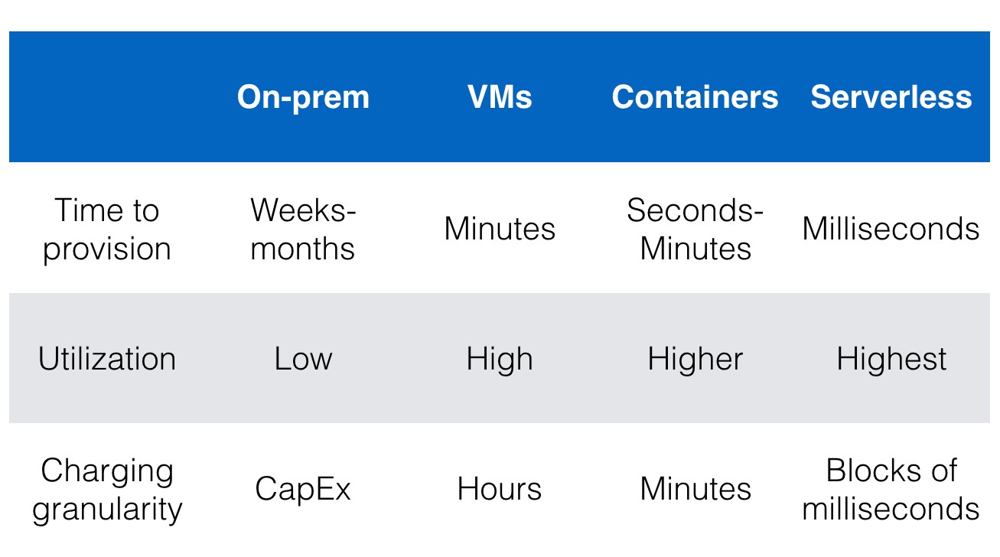 On-prem VMs Containers Serverless
Time to
provision
Weeks-
months
Minutes
Seconds-
Minutes
Milliseconds
Utilization Low High Higher Highest
Charging
granularity
CapEx
Hours
Minutes
Blocks of
milliseconds